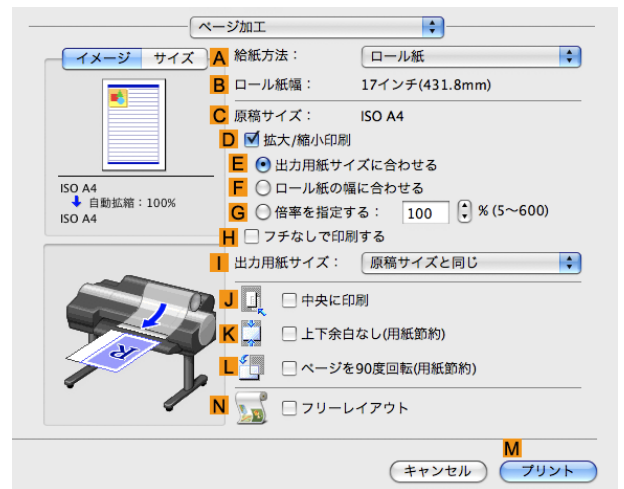 ページ加工
イメージ サイズ
A 給紙方法： ロール紙
B ロール紙幅： 17インチ(431.8mm)
C 原稿サイズ： ISO A4
D 拡大/縮小印刷
E 出力用紙サイズに合わせる
F ロール紙の幅に合わせる
G 倍率を指定する： 100 % (5～600)
H フチなしで印刷する
ISO A4
自動拡縮：100%
ISO A4
I 出力用紙サイズ： 原稿サイズと同じ
J 中央に印刷
K 上下余白なし(用紙節約)
L ページを90度回転(用紙節約)
N フリーレイアウト
R
M
キャンセル プリント